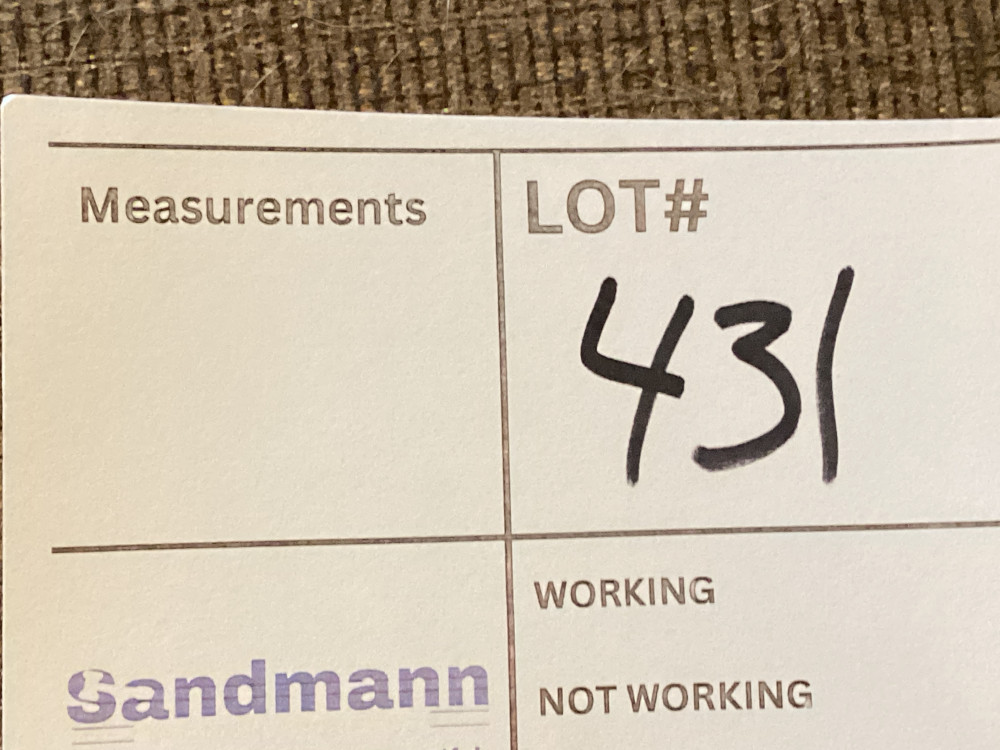 Measurements
LOT#
431
WORKING
NOT WORKING
Sandmann